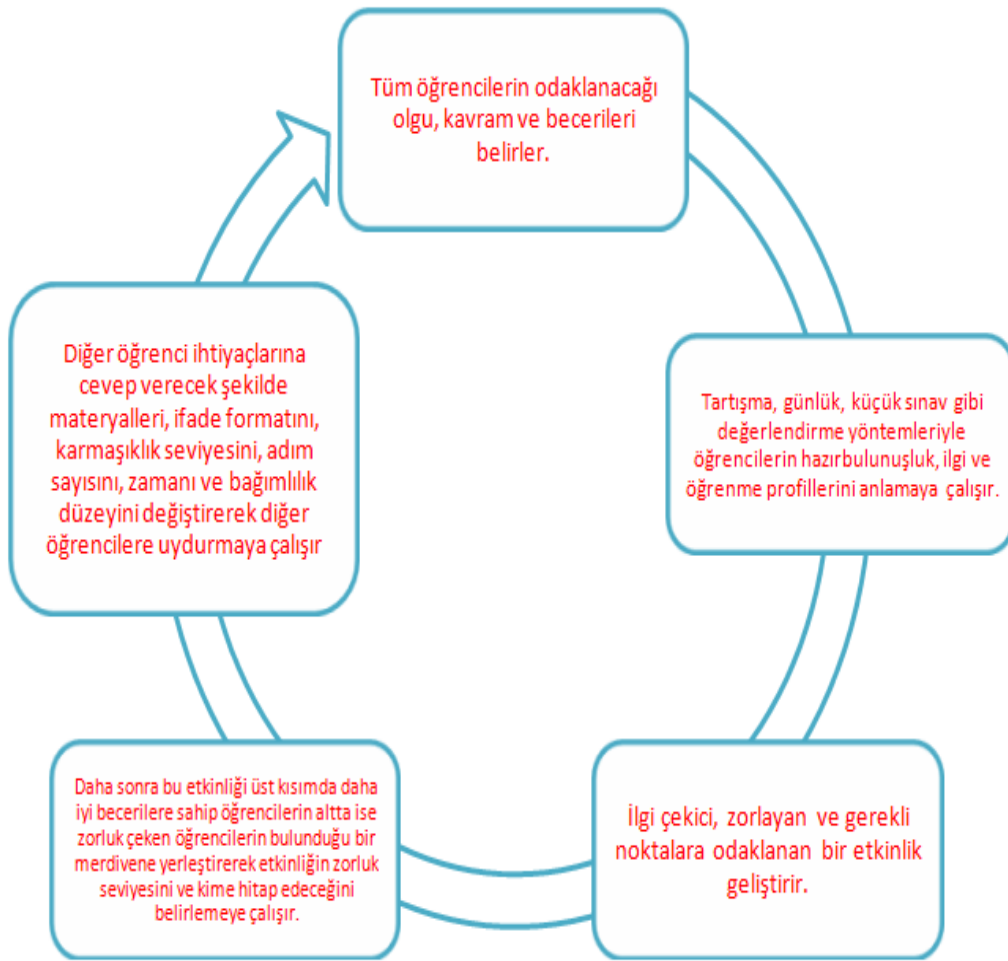 Tüm öğrencilerin odaklanacağı
olgu, kavram ve becerileri
belirler.
Tartışma, günlük, küçük sınav gibi
değerlendirme yöntemleriyle
öğrencilerin hazırbulunuşluk, ilgi ve
öğrenme profillerini anlamaya çalışır.
İlgi çekici, zorlayan ve gerekli
noktalara odaklanan bir etkinlik
geliştirir.
Daha sonra bu etkinliği üst kısımda daha
iyi becerilere sahip öğrencilerin altta ise
zorluk çeken öğrencilerin bulunduğu bir
merdivene yerleştirerek etkinliğin zorluk
seviyesini ve kime hitap edeceğini
belirlemeye çalışır.
Diğer öğrenci ihtiyaçlarına
cevep verecek şekilde
materyalleri, ifade formatını,
karmaşıklık seviyesini, adım
sayısını, zamanı ve bağımlılık
düzeyini değiştirerek diğer
öğrencilere uydurmaya çalışır